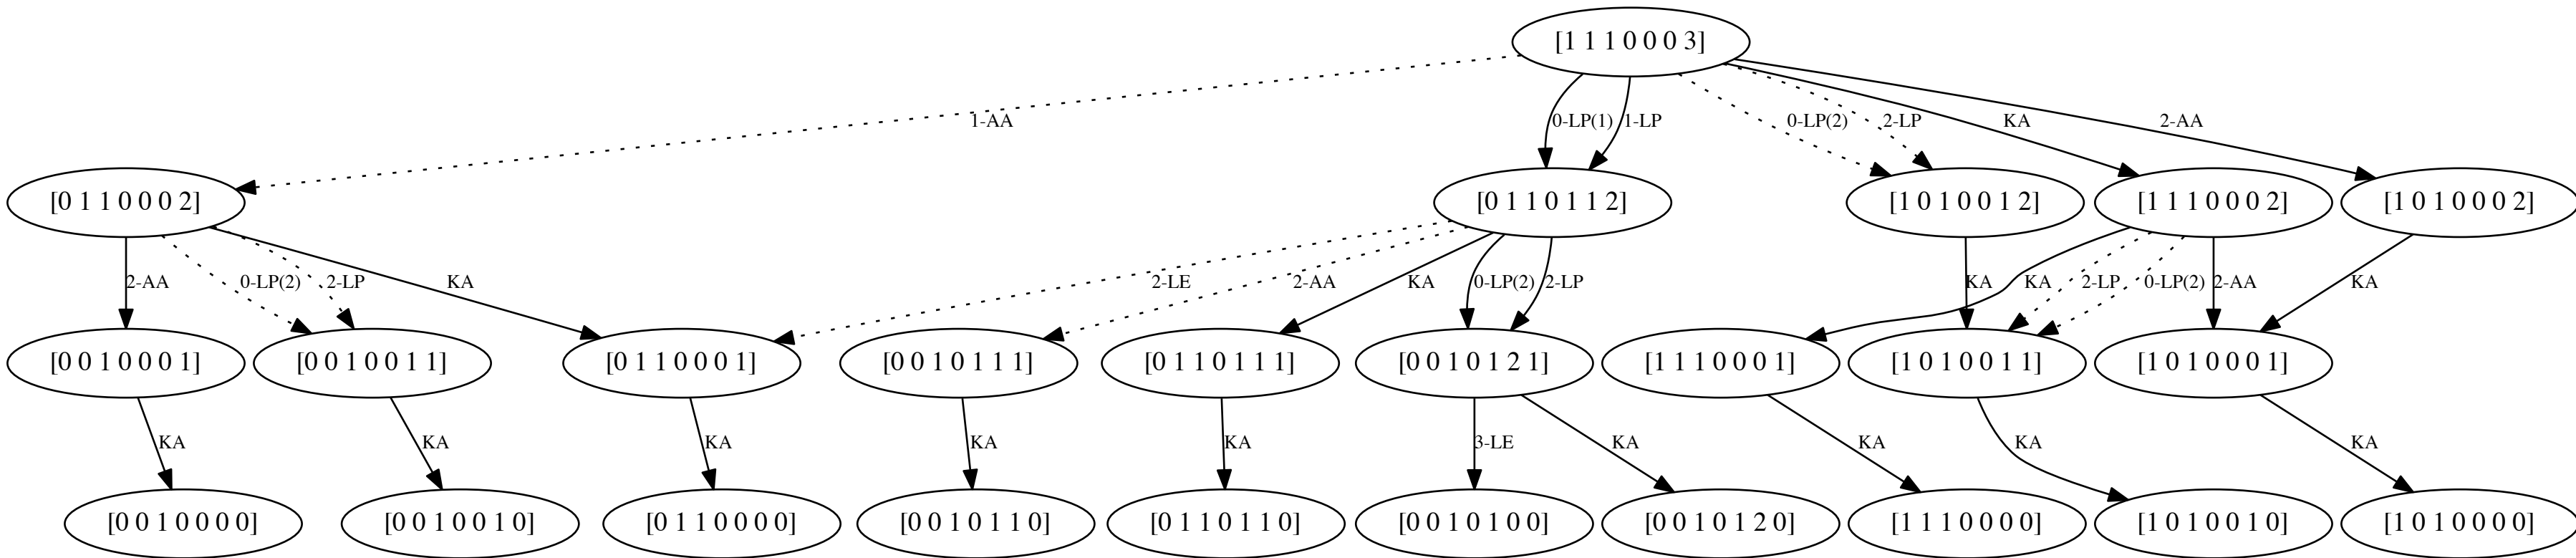 [1 1 1 0 0 0 3]
1-AA
0-LP(1)
1-LP
0-LP(2)
2-LP
KA
2-AA
[0 1 1 0 0 0 2]
[0 1 1 0 1 1 2]
[1 0 1 0 0 1 2]
[1 1 1 0 0 0 2]
[1 0 1 0 0 0 2]
2-AA
0-LP(2)
2-LP
KA
2-LE
2-AA
KA
0-LP(2)
2-LP
KA
KA
2-LP
0-LP(2)
2-AA
KA
[0 0 1 0 0 0 1]
[0 0 1 0 0 1 1]
[0 1 1 0 0 0 1]
[0 0 1 0 1 1 1]
[0 1 1 0 1 1 1]
[0 0 1 0 1 2 1]
[1 1 1 0 0 0 1]
[1 0 1 0 0 1 1]
[1 0 1 0 0 0 1]
KA
KA
KA
KA
KA
3-LE
KA
KA
KA
KA
[0 0 1 0 0 0 0]
[0 0 1 0 0 1 0]
[0 1 1 0 0 0 0]
[0 0 1 0 1 1 0]
[0 1 1 0 1 1 0]
[0 0 1 0 1 0 0]
[0 0 1 0 1 2 0]
[1 1 1 0 0 0 0]
[1 0 1 0 0 1 0]
[1 0 1 0 0 0 0]